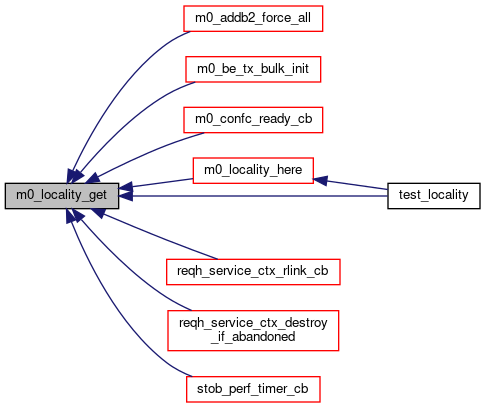 m0_addb2_force_all
m0_be_tx_bulk_init
m0_confc_ready_cb
m0_locality_here
m0_locality_get
test_locality
reqh_service_ctx_rlink_cb
reqh_service_ctx_destroy
_if_abandoned
stob_perf_timer_cb